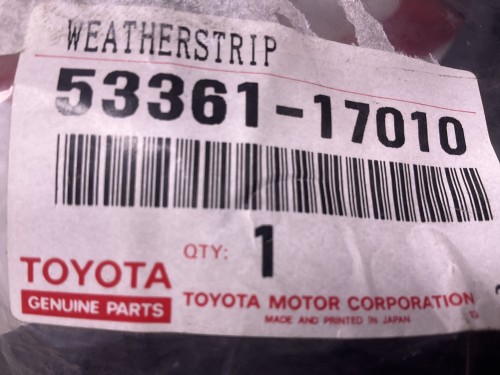 WEATHERSTRIP
53361-17010
QTY: 1
TOYOTA
GENUINE PARTS
TOYOTA MOTOR CORPORATION
MADE AND PRINTED IN JAPAN